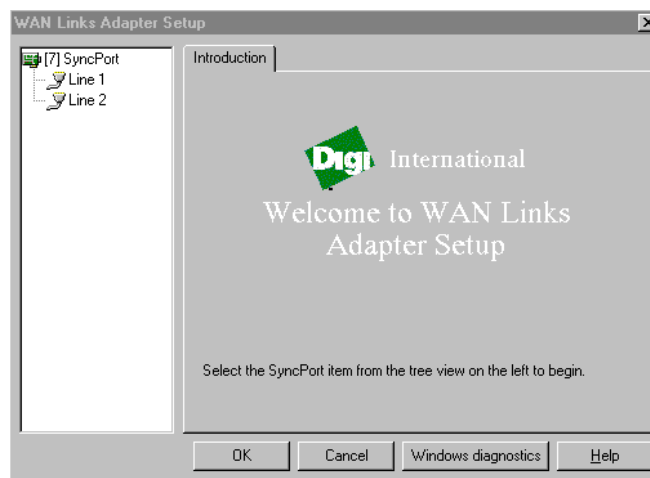 WAN Links Adapter Setup
[7] SyncPort
Line 1
Line 2
Introduction
Digi International
Welcome to WAN Links
Adapter Setup
Select the SyncPort item from the tree view on the left to begin.
OK
Cancel
Windows diagnostics
Help